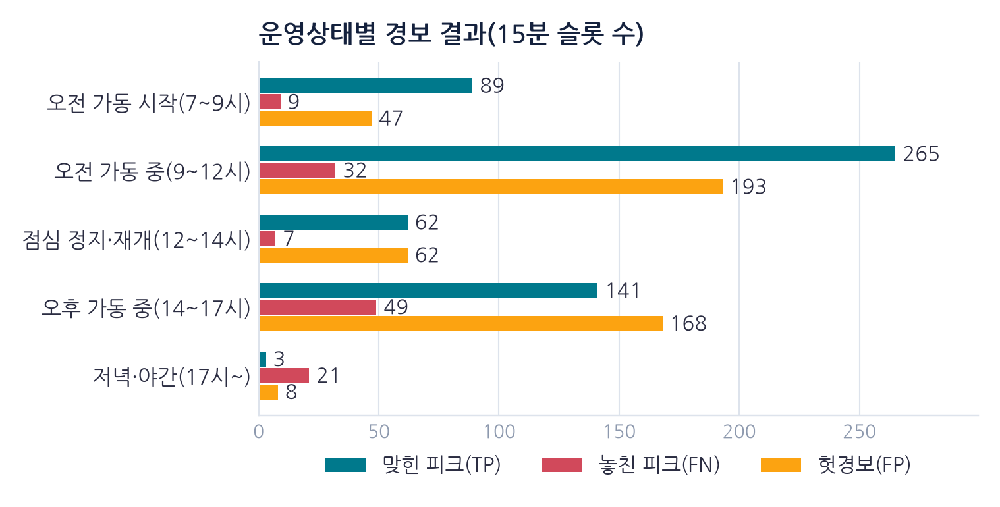 운영상태별 경보 결과(15분 슬롯 수)
오전 가동 시작(7~9시)
89
9
47
오전 가동 중(9~12시)
265
32
193
점심 정지·재개(12~14시)
62
7
62
오후 가동 중(14~17시)
141
49
168
저녁·야간(17시~)
3
21
8
0 50 100 150 200 250
맞힌 피크(TP) 놓친 피크(FN) 헛경보(FP)